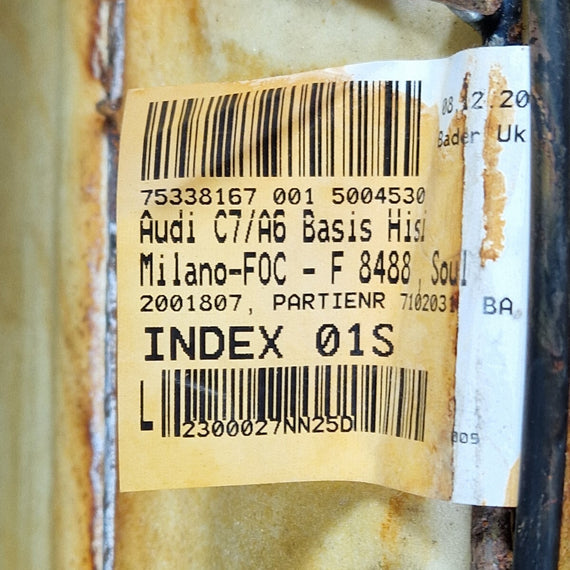 08.12.20
Bader Uk
75338167 001 5004530
Audi C7/A6 Basis Hisi
Milano-FOC - F 8488, Soul
2001807, PARTIENR 7102031 BA
INDEX 01S
L
2300027NN25D
005